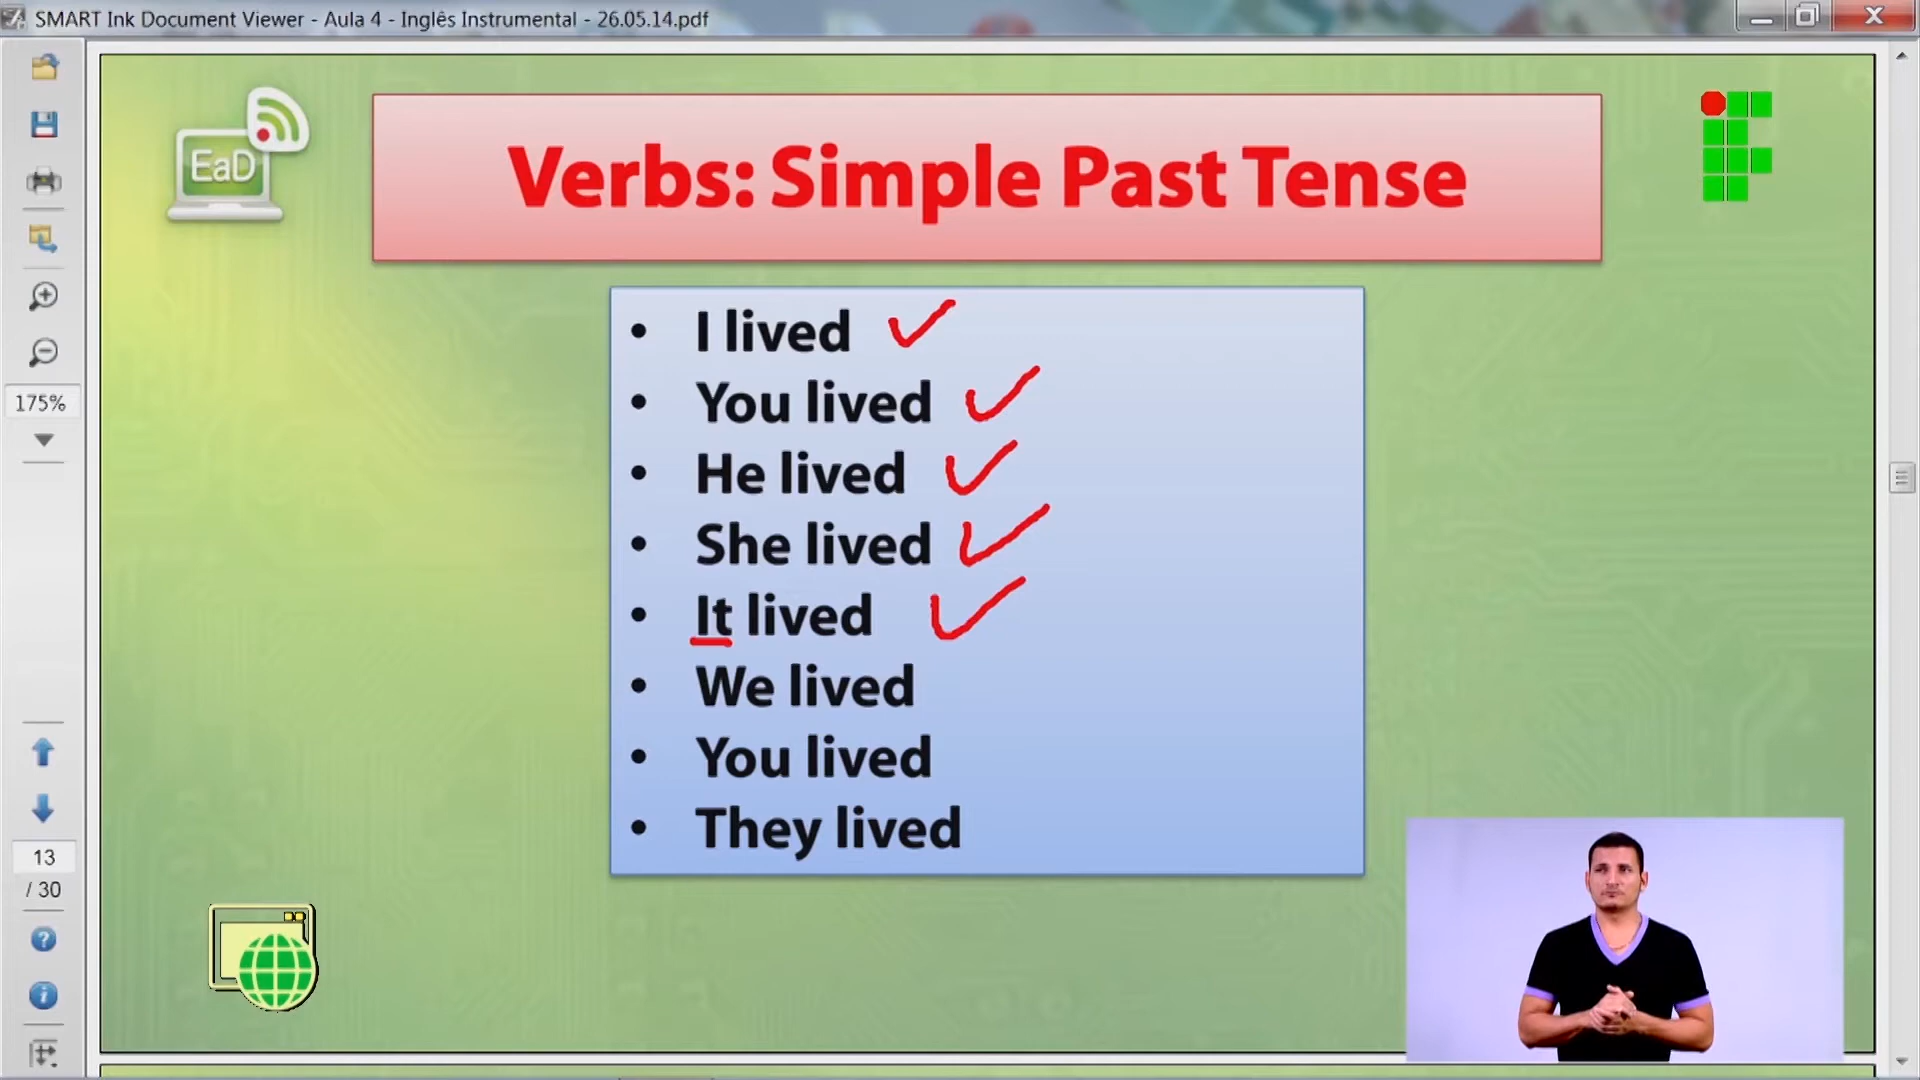 SMART Ink Document Viewer - Aula 4 - Inglês Instrumental - 26.05.14.pdf
EaD
Verbs: Simple Past Tense
• I lived
• You lived
• He lived
• She lived
• It lived
• We lived
• You lived
• They lived
175%
13
/ 30